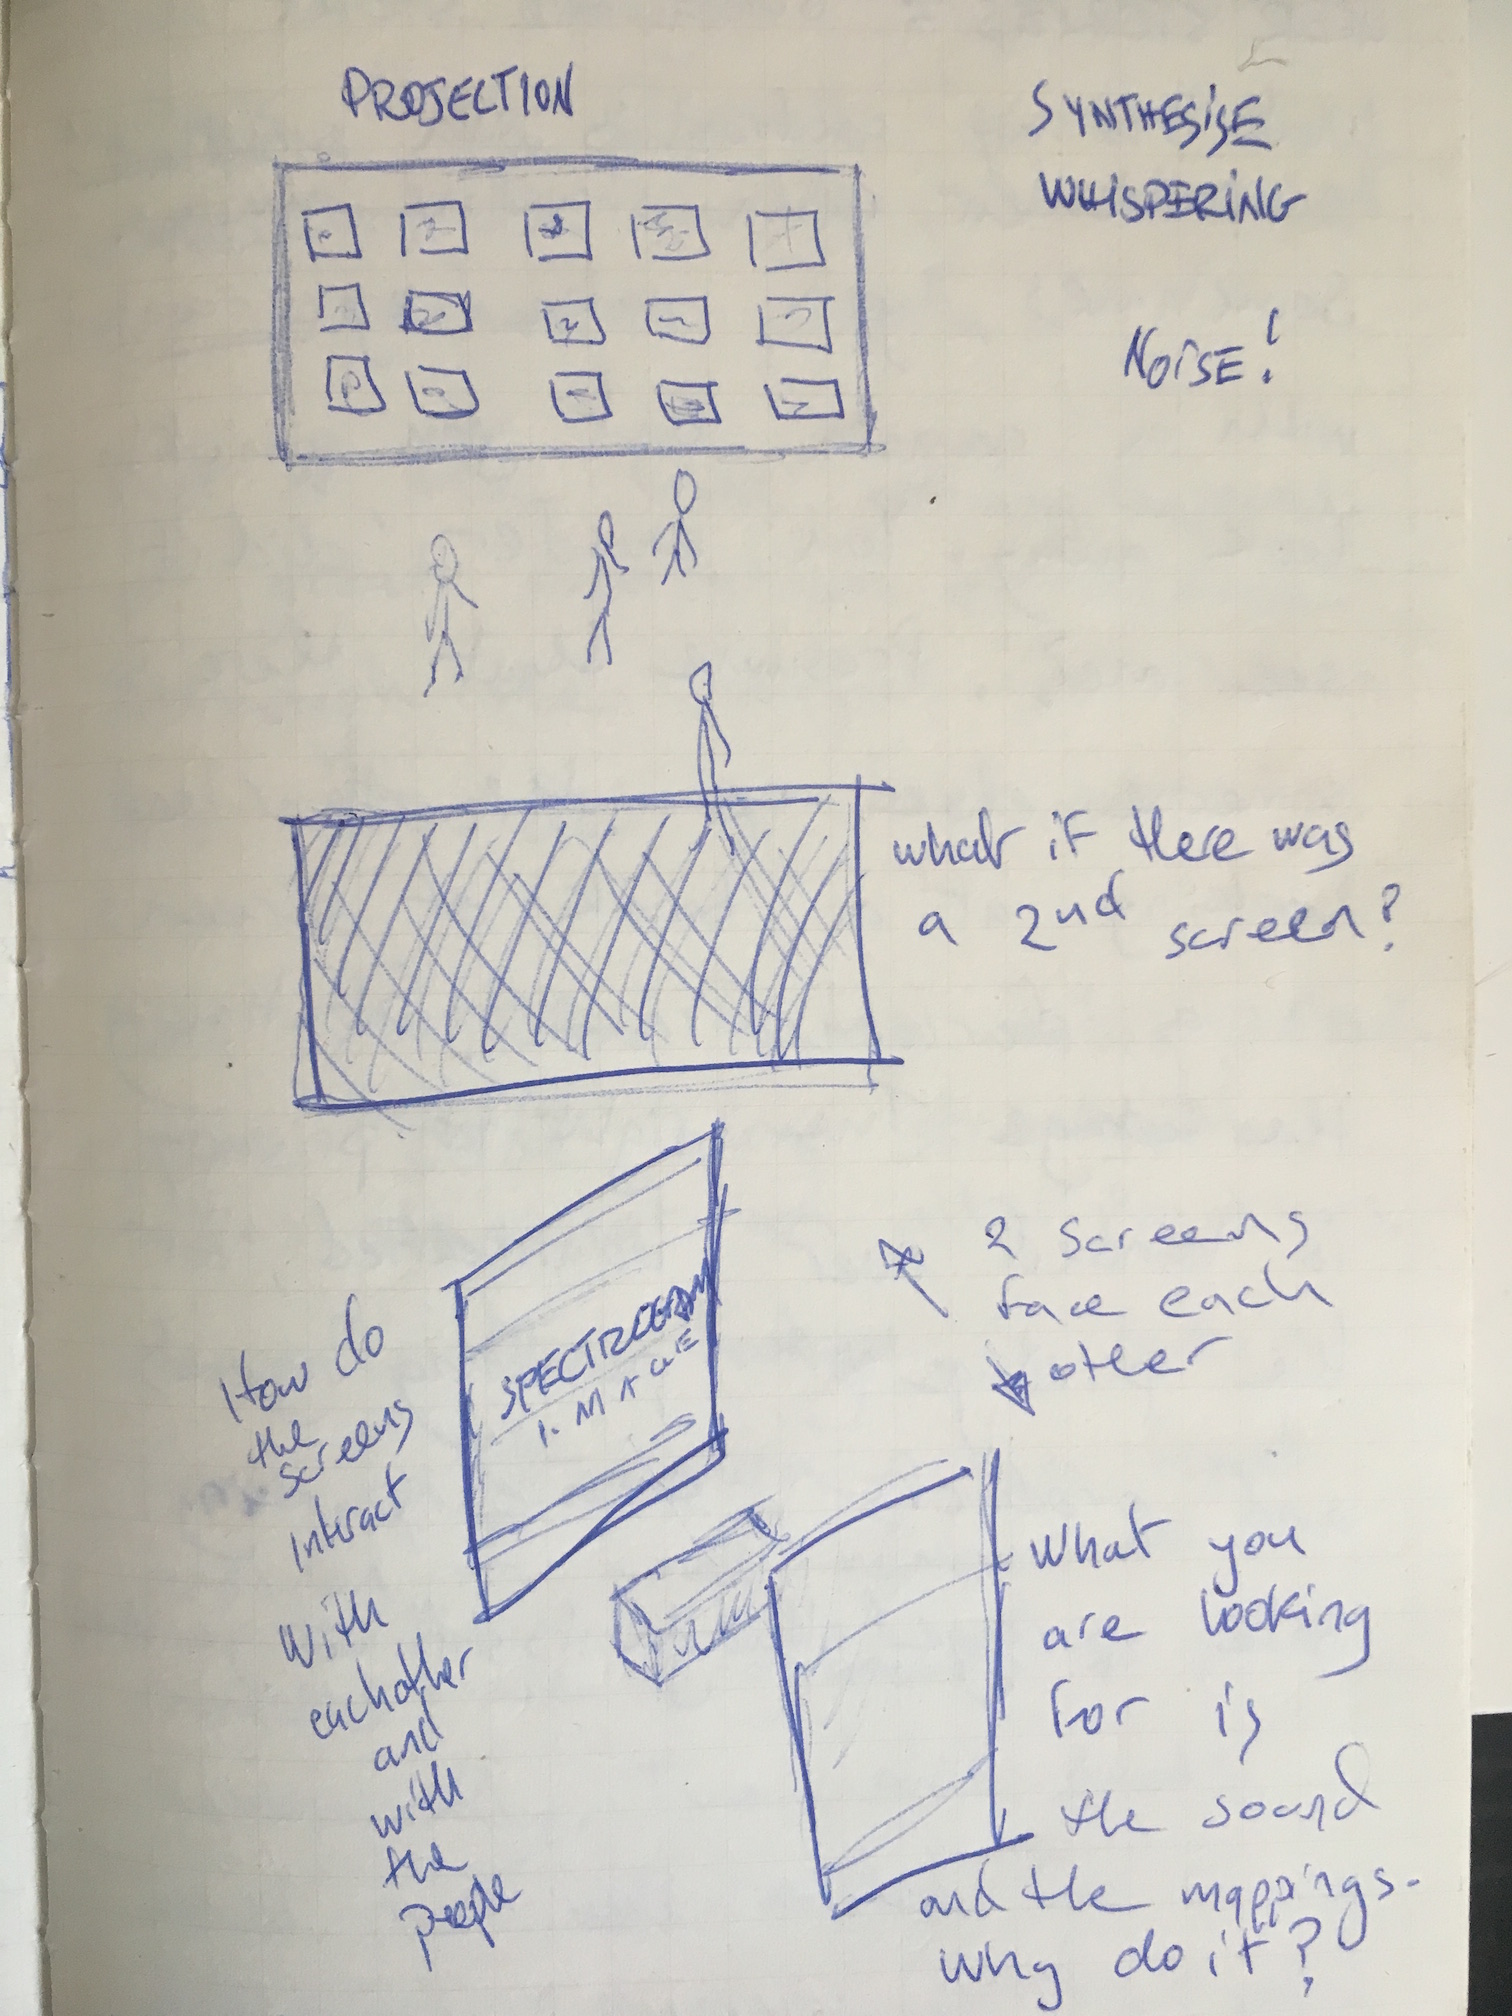 PROJECTION
SYNTHESISE
WHISPERING
NOISE!
what if there was
a 2nd screen?
2 screens
face each
other
SPECTROGRAM
IMAGE
How do
the
screens
interact
with
eachother
and
with
the
people
What you
are looking
for is
the sound
and the mappings.
why do it?